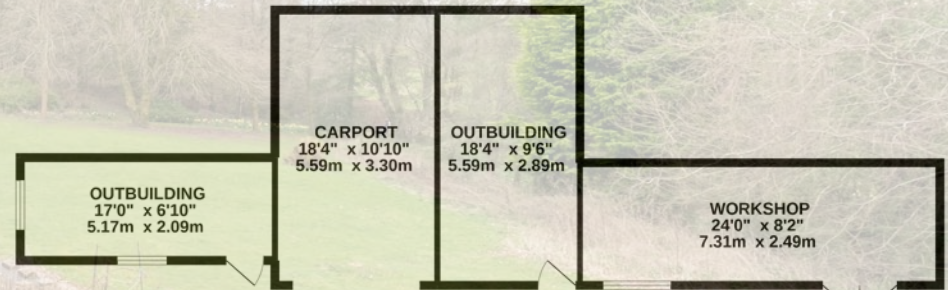 CARPORT
18'4" x 10'10"
5.59m x 3.30m
OUTBUILDING
18'4" x 9'6"
5.59m x 2.89m
OUTBUILDING
17'0" x 6'10"
5.17m x 2.09m
WORKSHOP
24'0" x 8'2"
7.31m x 2.49m